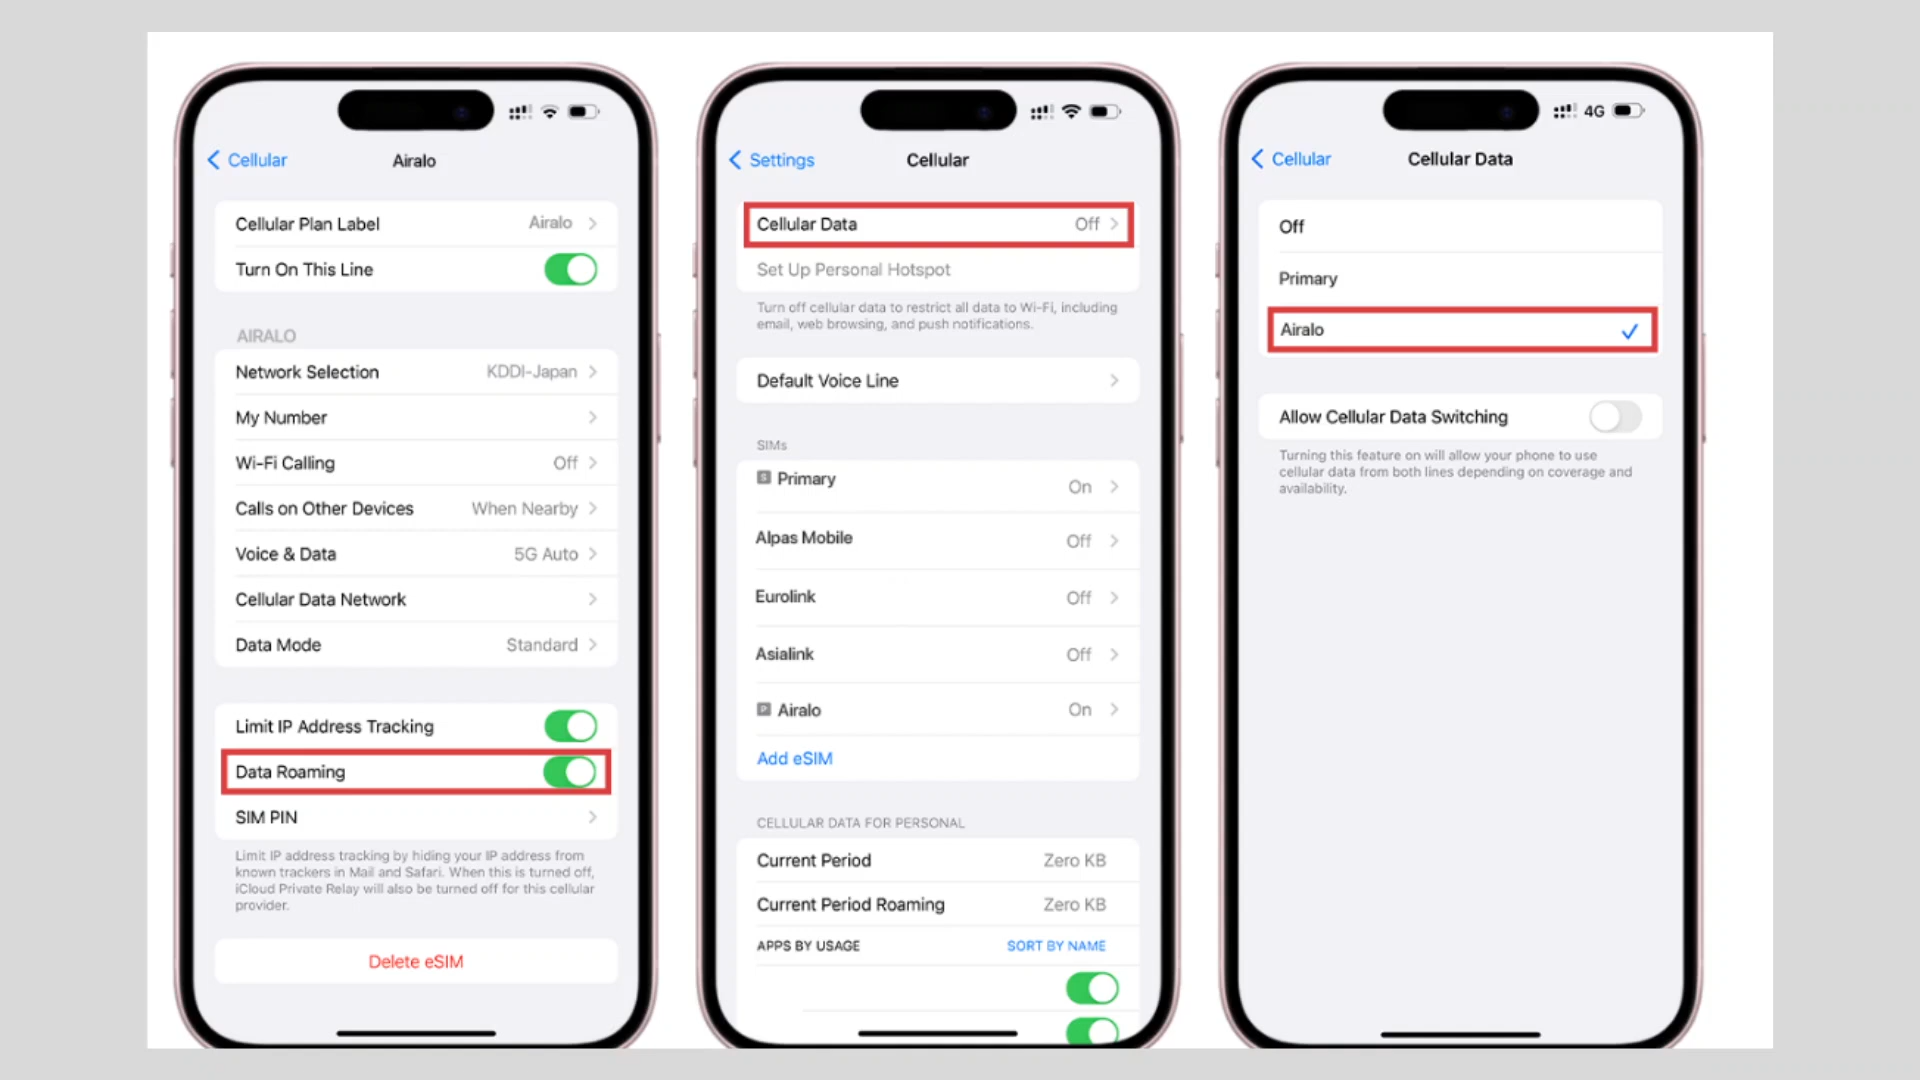 Cellular
Airalo
Cellular Plan Label
Airalo
Turn On This Line
AIRALO
Network Selection
KDDI-Japan
My Number
Wi-Fi Calling
Off
Calls on Other Devices
When Nearby
Voice & Data
5G Auto
Cellular Data Network
Data Mode
Standard
Limit IP Address Tracking
Data Roaming
SIM PIN
Limit IP address tracking by hiding your IP address from
known trackers in Mail and Safari. When this is turned off,
iCloud Private Relay will also be turned off for this cellular
provider.
Delete eSIM
Settings
Cellular
Cellular Data
Off
Set Up Personal Hotspot
Turn off cellular data to restrict all data to Wi-Fi, including
email, web browsing, and push notifications.
Default Voice Line
SIMs
S Primary
On
Alpas Mobile
Off
Eurolink
Off
Asialink
Off
P Airalo
On
Add eSIM
CELLULAR DATA FOR PERSONAL
Current Period
Zero KB
Current Period Roaming
Zero KB
APPS BY USAGE
SORT BY NAME
4G
Cellular
Cellular Data
Off
Primary
Airalo
Allow Cellular Data Switching
Turning this feature on will allow your phone to use
cellular data from both lines depending on coverage and
availability.